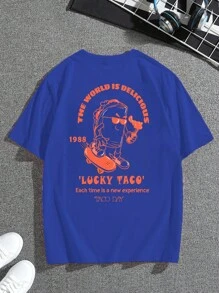 THE WORLD IS DELICIOUS
1988
'LUCKY TACO'
Each time is a new experience